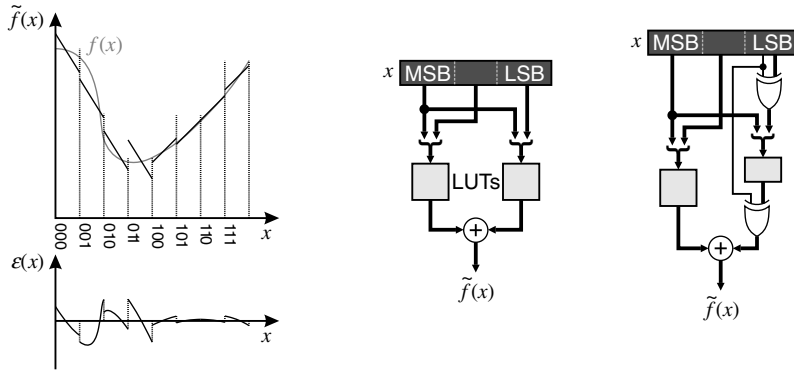 f̃(x)
f(x)
000
001
010
011
100
101
110
111
x
ε(x)
x
x MSB LSB
LUTs
+
f̃(x)
x MSB LSB
+
f̃(x)